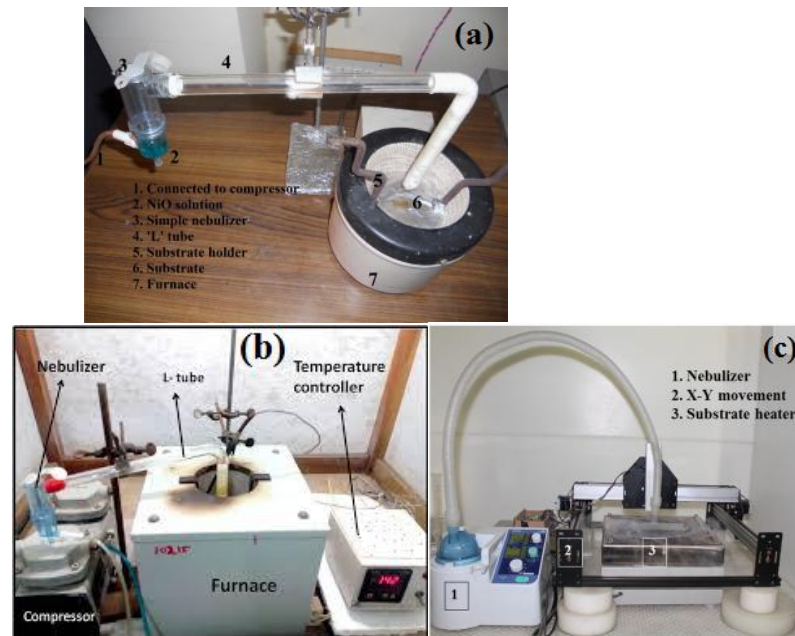 (a)
3
4
1
2
5
6
7
1. Connected to compressor
2. NiO solution
3. Simple nebulizer
4. 'L' tube
5. Substrate holder
6. Substrate
7. Furnace
(b)
Nebulizer
L- tube
Temperature
controller
Furnace
Compressor
(c)
1. Nebulizer
2. X-Y movement
3. Substrate heater
1
2
3